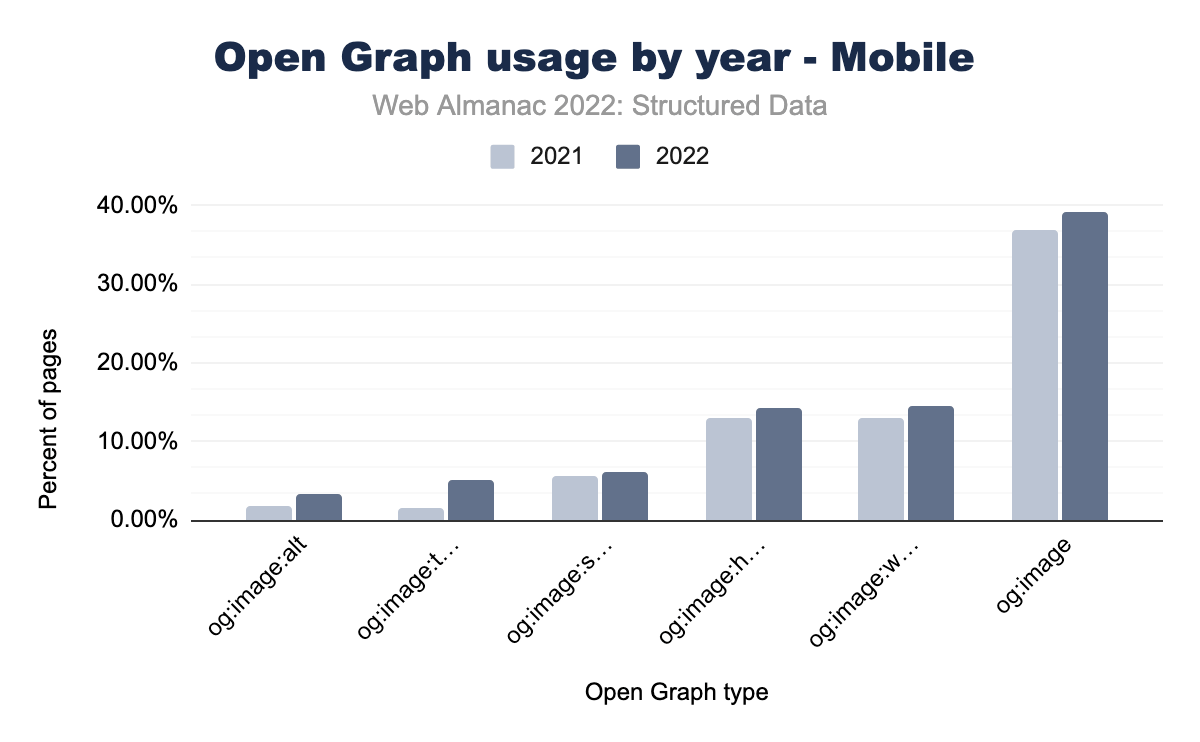 Open Graph usage by year - Mobile
Web Almanac 2022: Structured Data
2021
2022
40.00%
30.00%
20.00%
10.00%
0.00%
Percent of pages
og:image:alt
og:image:t…
og:image:s…
og:image:h…
og:image:w…
og:image
Open Graph type